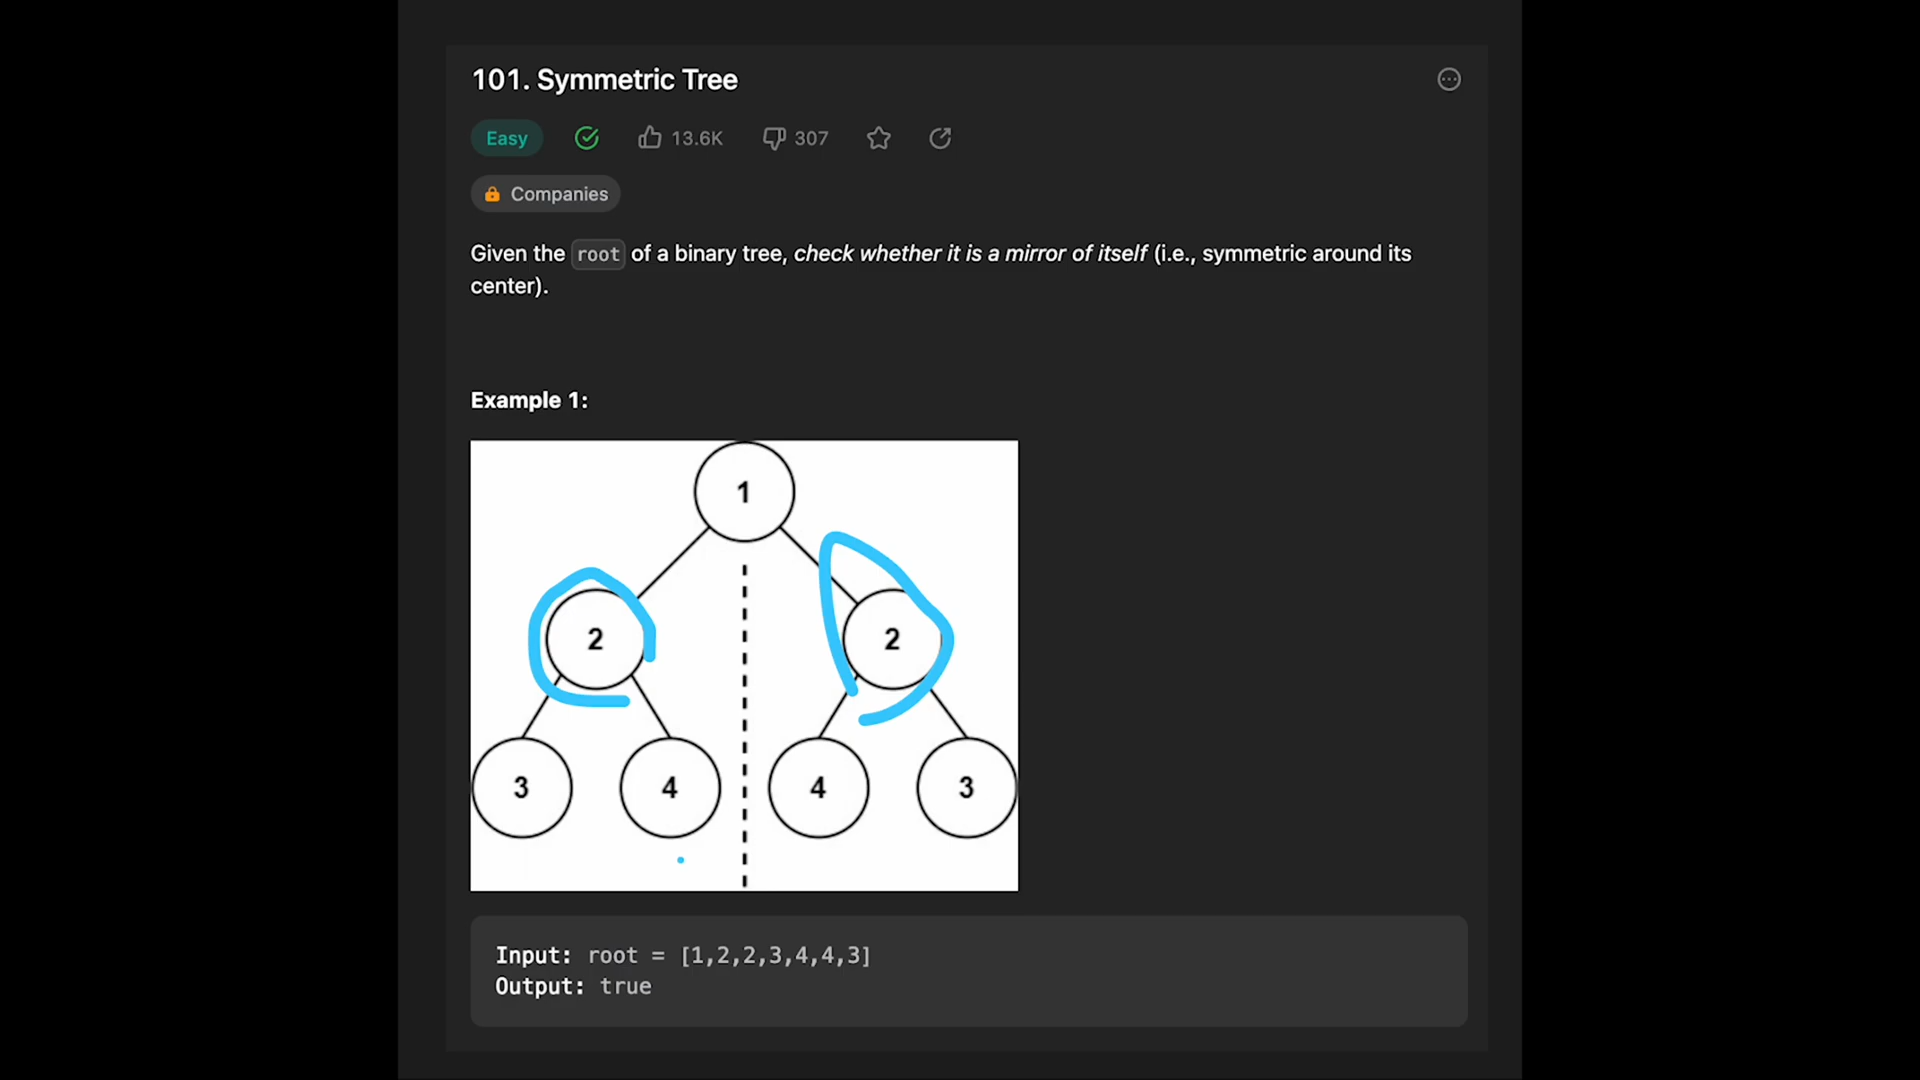 101. Symmetric Tree
Easy 13.6K 307
Companies
Given the root of a binary tree, check whether it is a mirror of itself (i.e., symmetric around its
center).
Example 1:
1
2 2
3 4 4 3
Input: root = [1,2,2,3,4,4,3]
Output: true